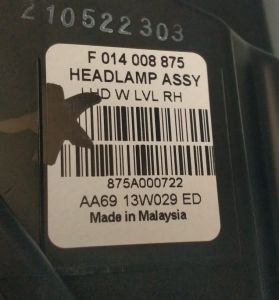 210522303
F 014 008 875
HEADLAMP ASSY
LHD W LVL RH
875A000722
AA69 13W029 ED
Made in Malaysia